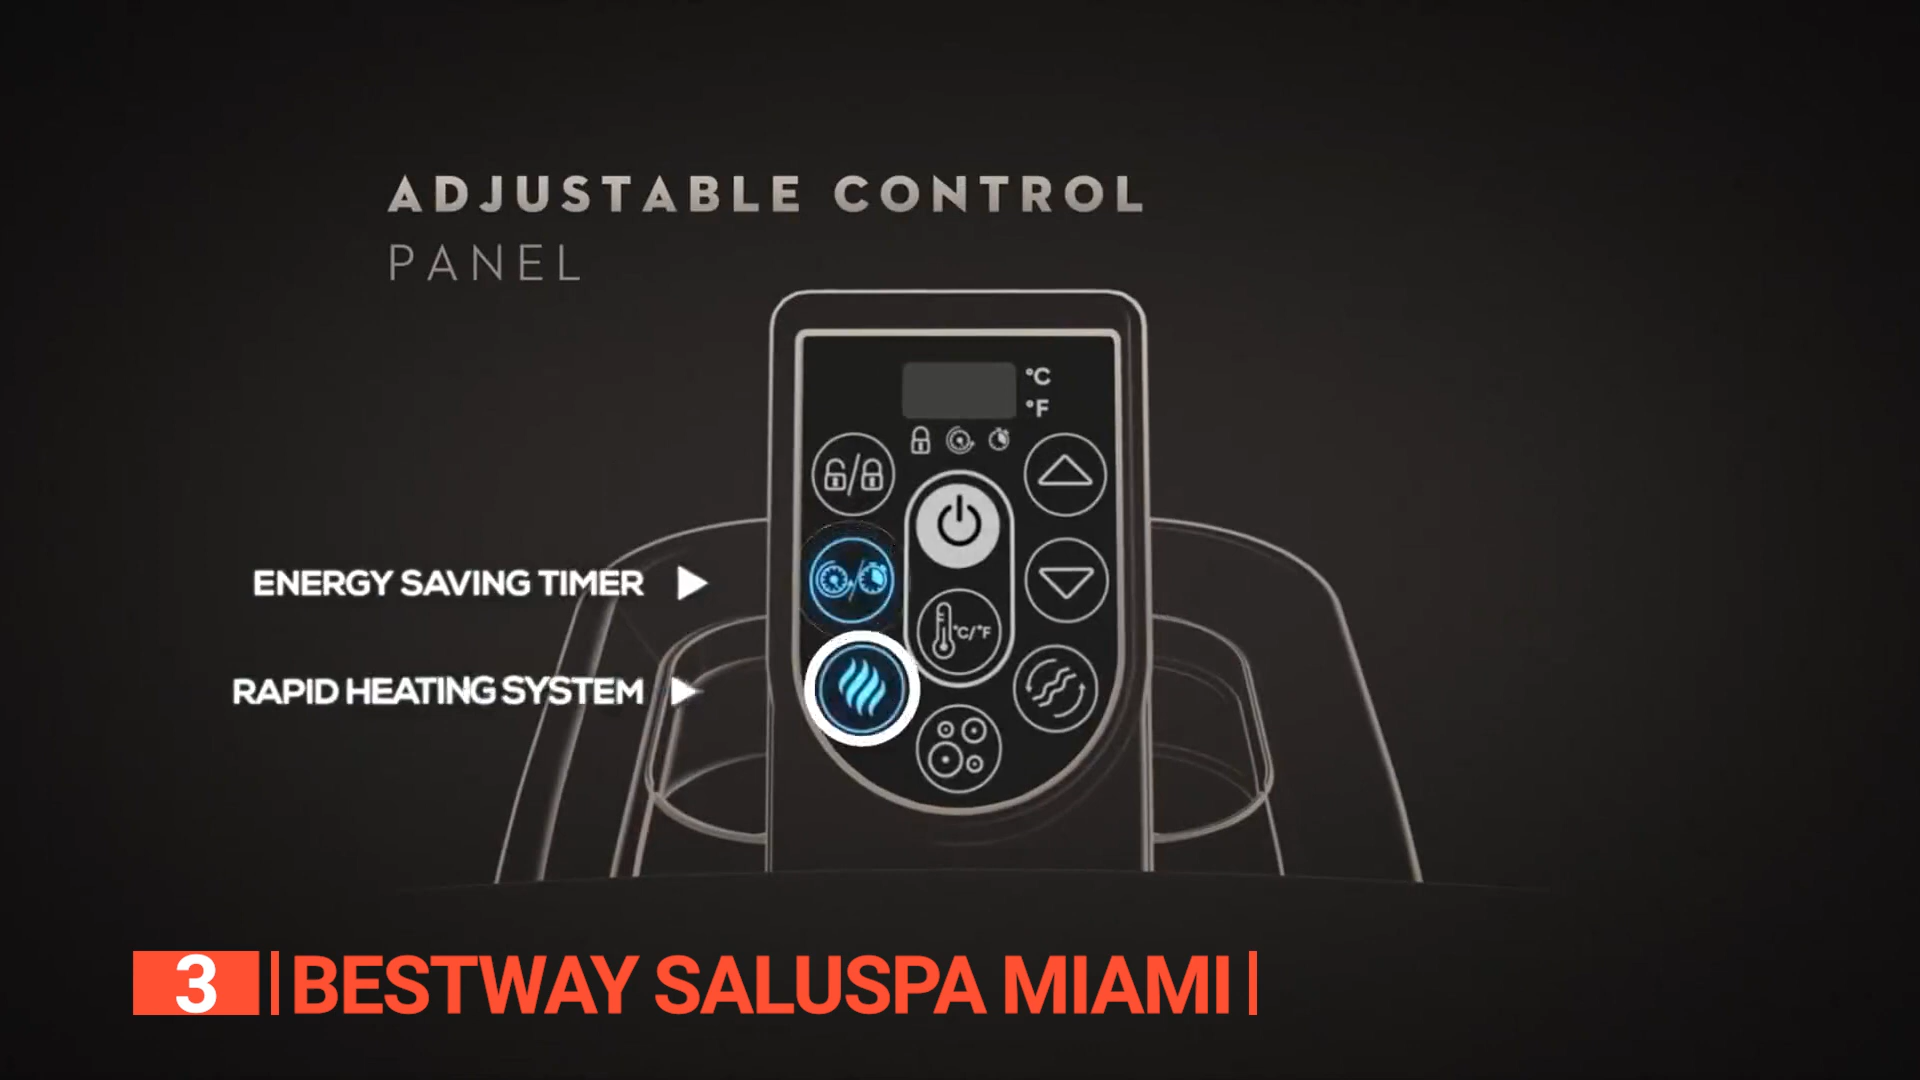 ADJUSTABLE CONTROL
PANEL
°C
°F
ENERGY SAVING TIMER
°C/°F
RAPID HEATING SYSTEM
3 BESTWAY SALUSPA MIAMI